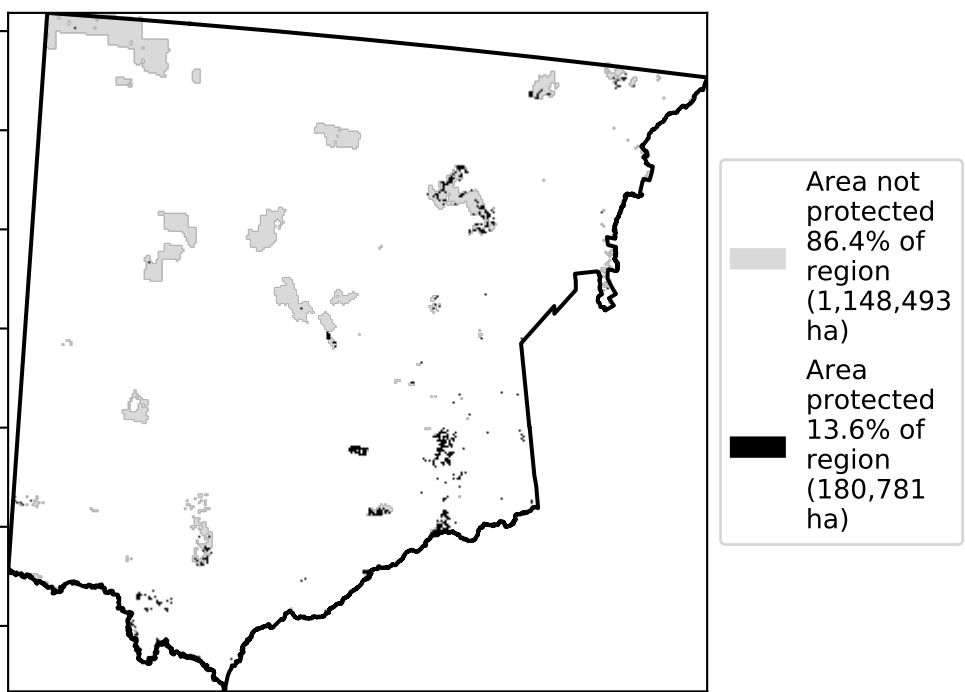 Area not
protected
86.4% of
region
(1,148,493
ha)
Area
protected
13.6% of
region
(180,781
ha)